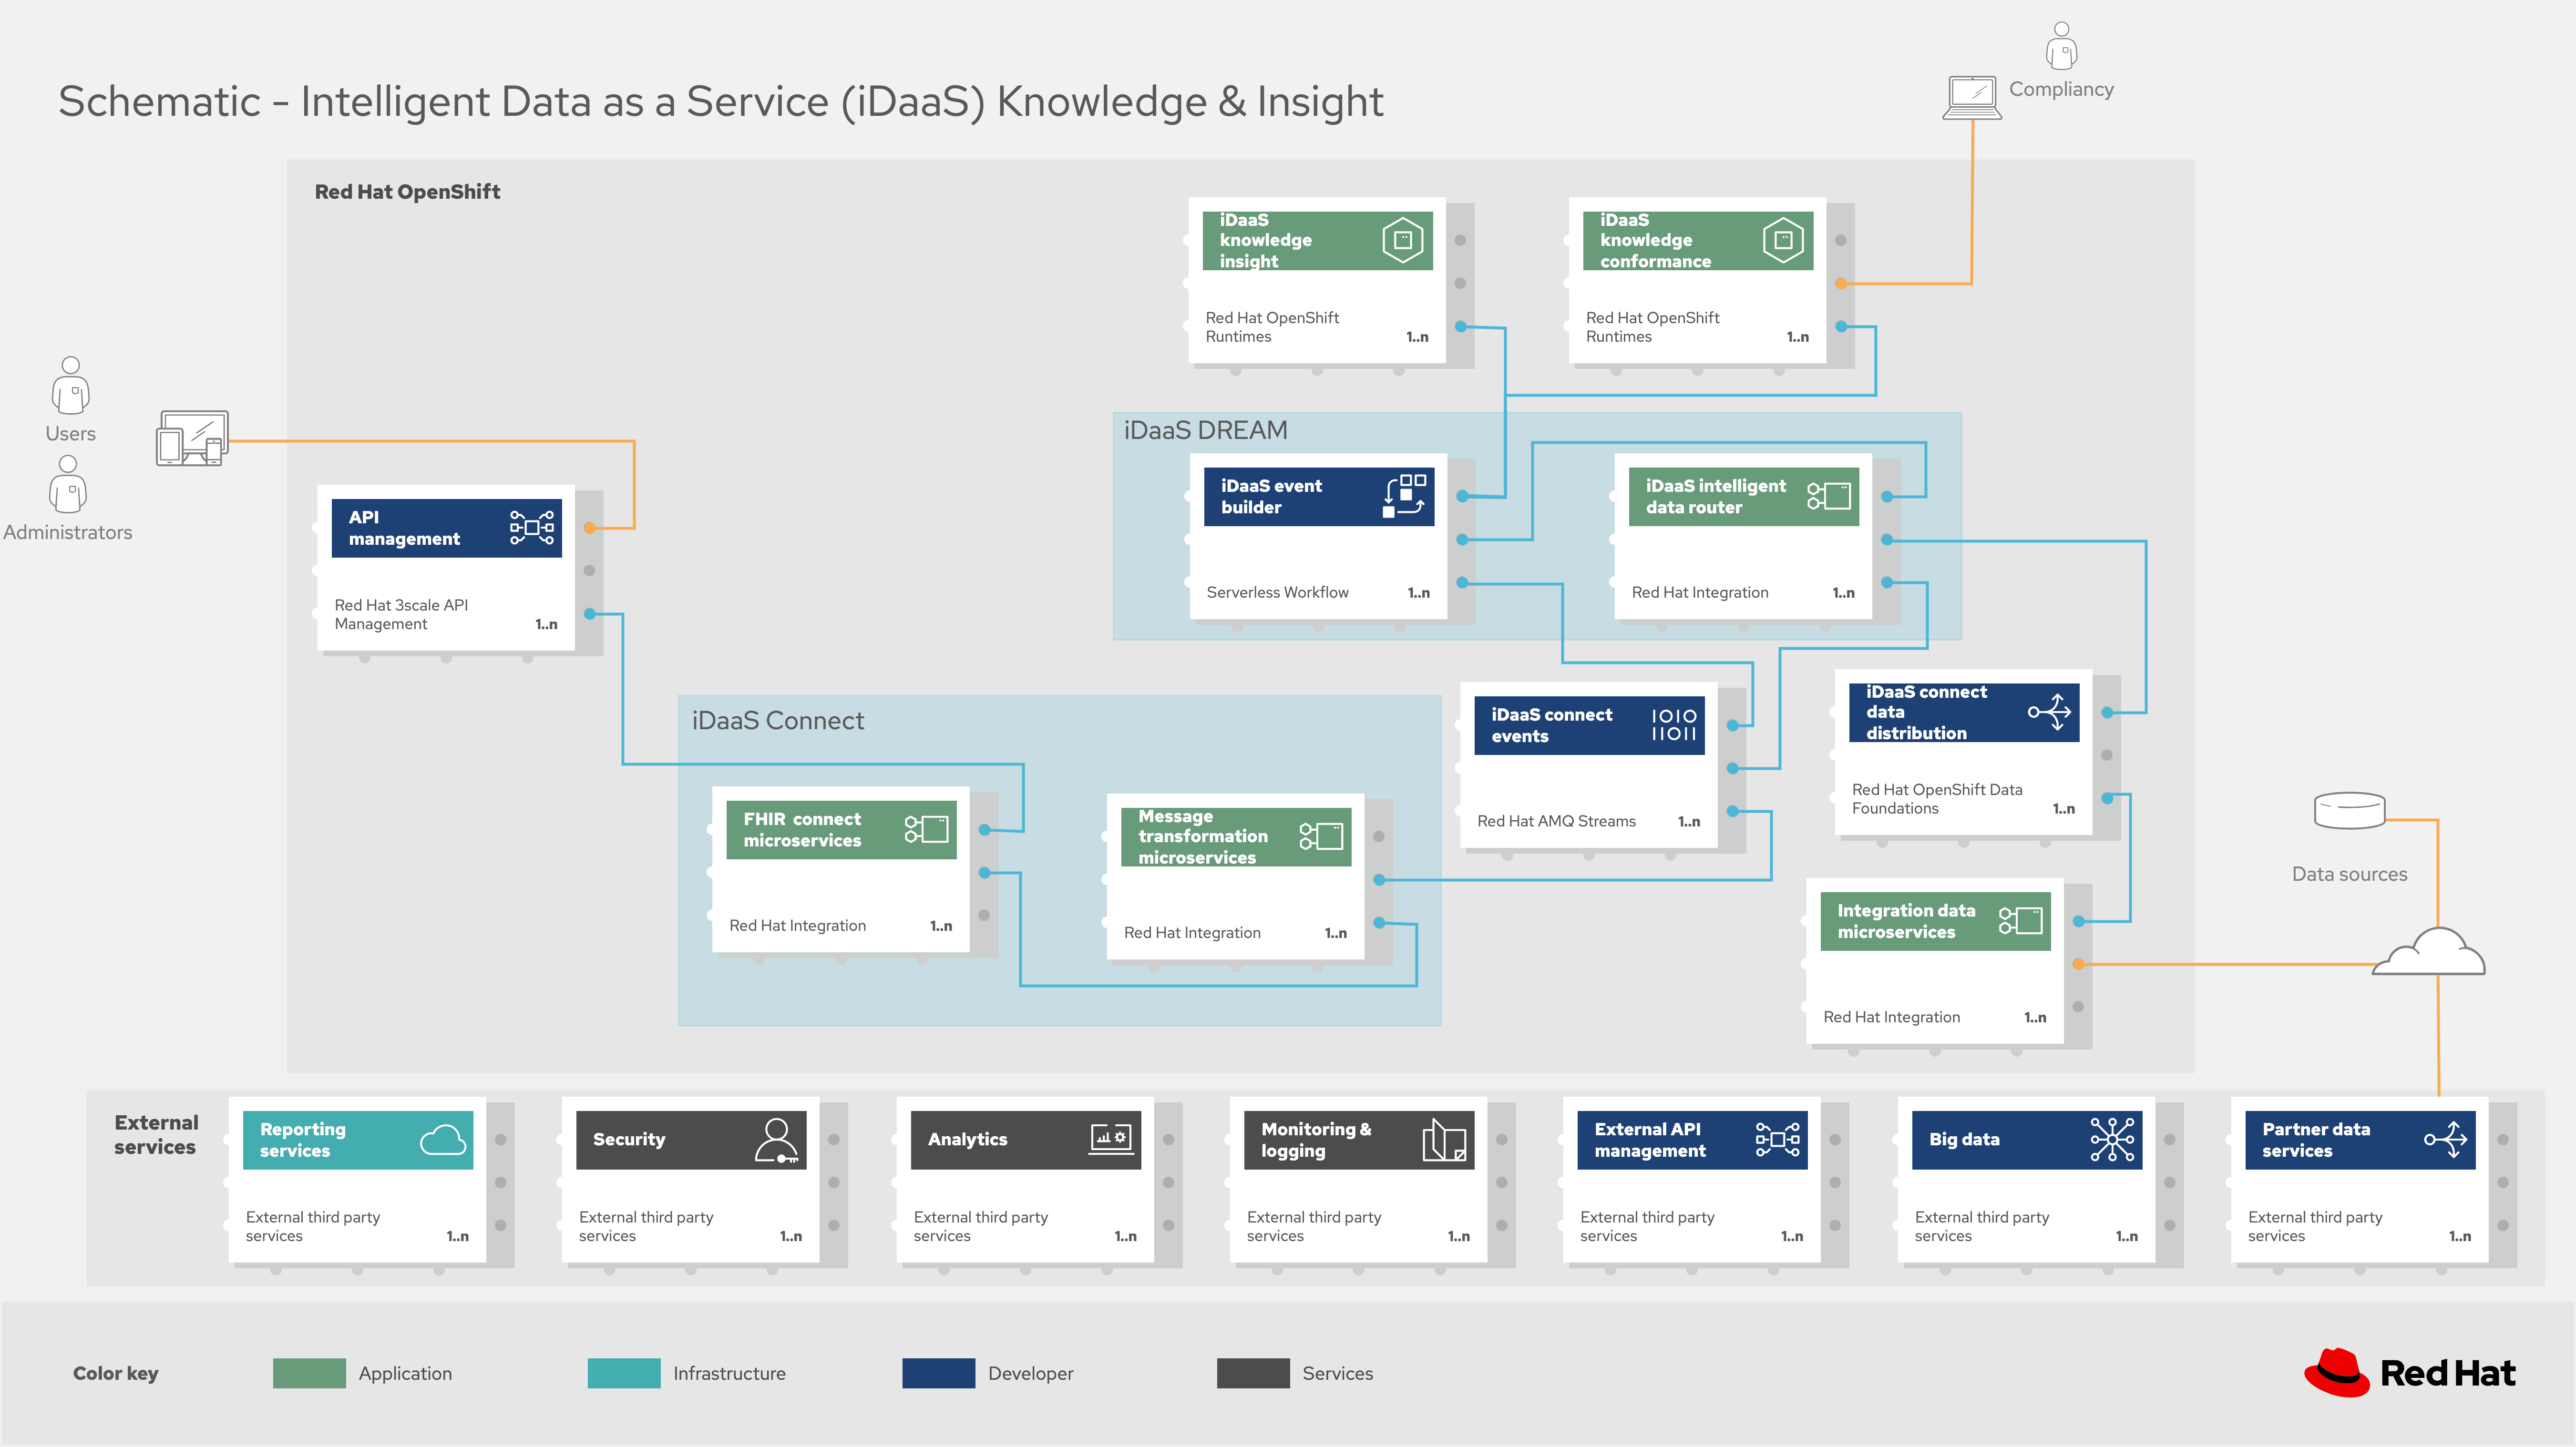 Compliancy
Schematic - Intelligent Data as a Service (iDaaS) Knowledge & Insight
Red Hat OpenShift
iDaaS
knowledge
insight
Red Hat OpenShift
Runtimes
1..n
iDaaS
knowledge
conformance
Red Hat OpenShift
Runtimes
1..n
Users
Administrators
API
management
Red Hat 3scale API
Management
1..n
iDaaS DREAM
iDaaS event
builder
Serverless Workflow
1..n
iDaaS intelligent
data router
Red Hat Integration
1..n
iDaaS Connect
FHIR connect
microservices
Red Hat Integration
1..n
Message
transformation
microservices
Red Hat Integration
1..n
iDaaS connect
events
IOIO
IIOII
Red Hat AMQ Streams
1..n
iDaaS connect
data
distribution
Red Hat OpenShift Data
Foundations
1..n
Integration data
microservices
Red Hat Integration
1..n
Data sources
External
services
Reporting
services
External third party
services
1..n
Security
External third party
services
1..n
Analytics
External third party
services
1..n
Monitoring &
logging
External third party
services
1..n
External API
management
External third party
services
1..n
Big data
External third party
services
1..n
Partner data
services
External third party
services
1..n
Color key
Application
Infrastructure
Developer
Services
Red Hat